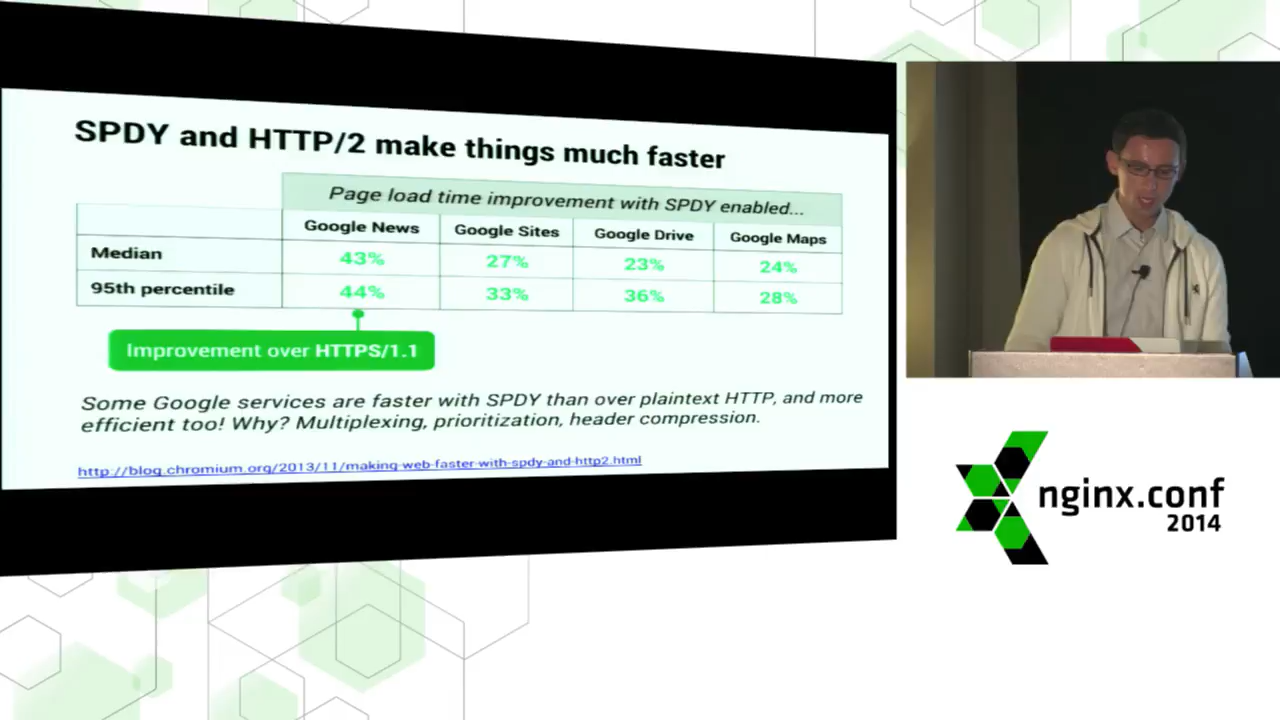 SPDY and HTTP/2 make things much faster
Page load time improvement with SPDY enabled...
Google News Google Sites Google Drive Google Maps
Median 43% 27% 23% 24%
95th percentile 44% 33% 36% 28%
Improvement over HTTPS/1.1
Some Google services are faster with SPDY than over plaintext HTTP, and more
efficient too! Why? Multiplexing, prioritization, header compression.
http://blog.chromium.org/2013/11/making-web-faster-with-spdy-and-http2.html
nginx.conf
2014